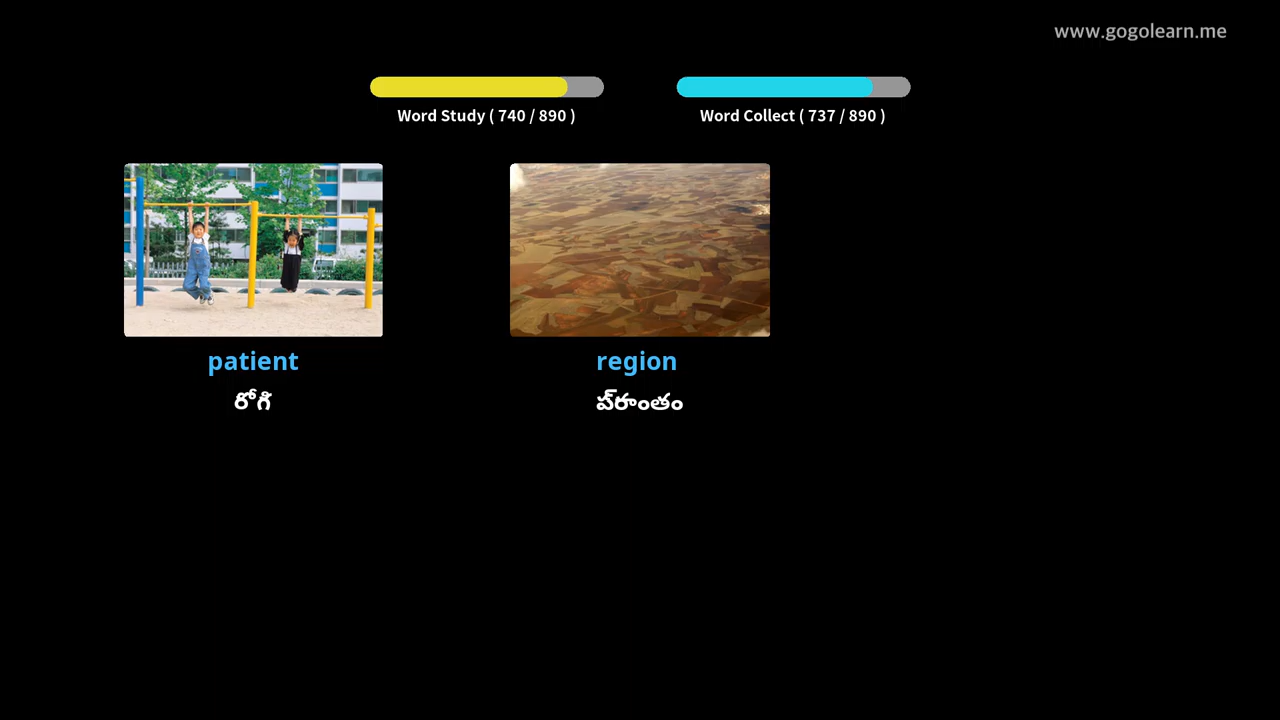 www.gogolearn.me
Word Study ( 740 / 890 )
Word Collect ( 737 / 890 )
patient
region
రోగి
ప్రాంతం